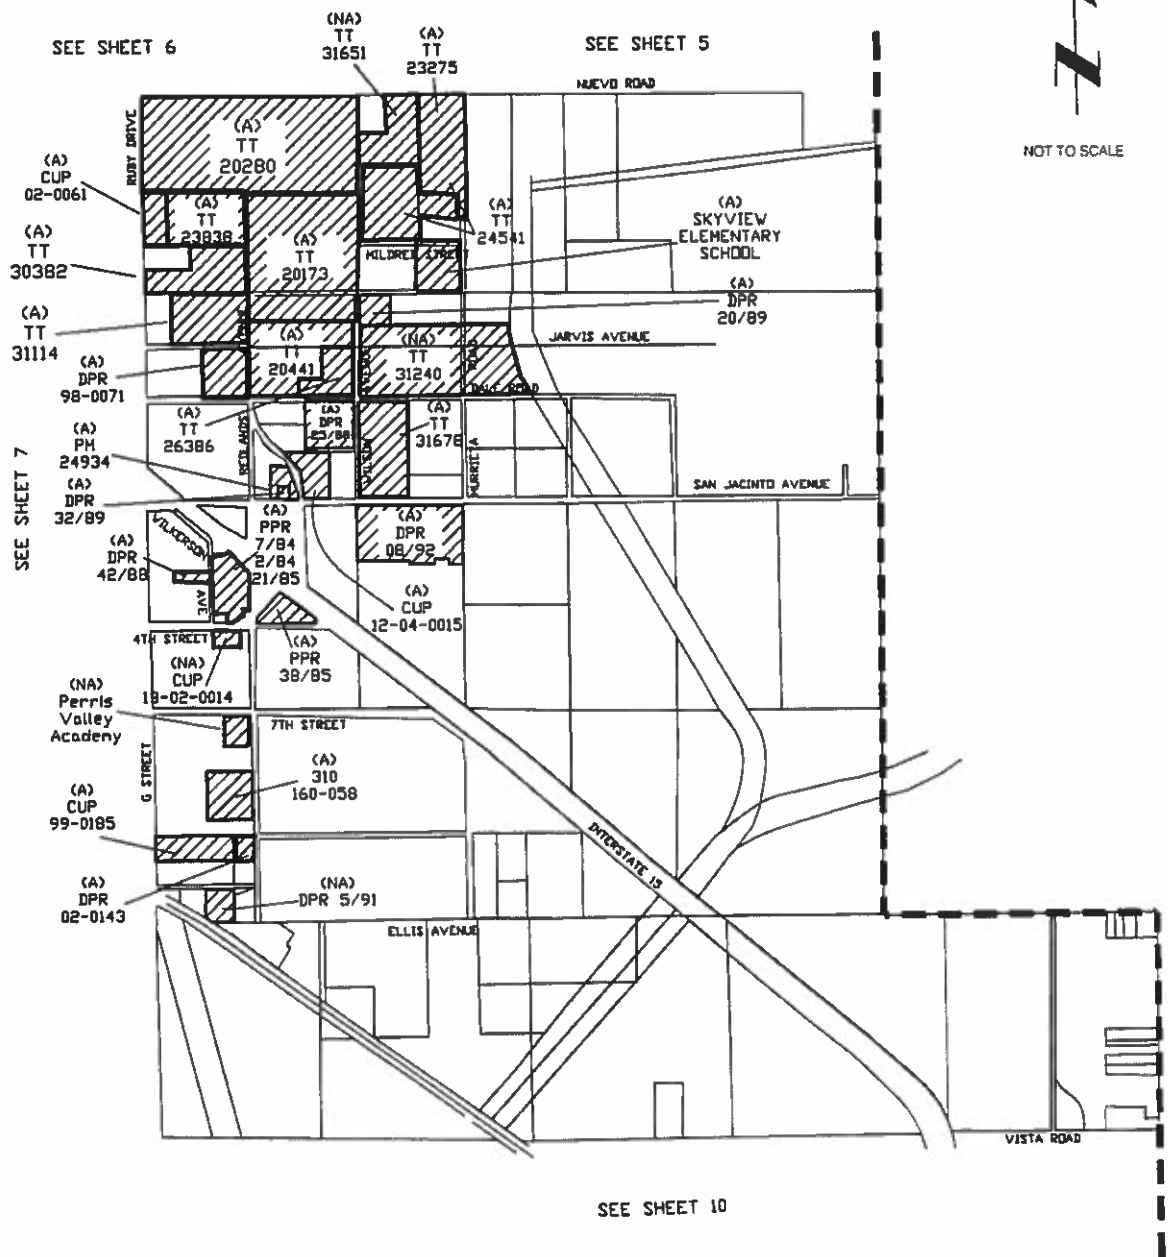 SEE SHEET 6
(NA)
TT
31651
(A)
TT
23275
SEE SHEET 5
NUEVO ROAD
NOT TO SCALE
RUBY DRIVE
(A)
TT
20280
(A)
CUP
02-0061
(A)
TT
23838
(A)
TT
30382
(A)
TT
20173
(A)
TT
24541
MILDRED STREET
(A)
SKYVIEW
ELEMENTARY
SCHOOL
(A)
DPR
20/89
(A)
TT
31114
(A)
TT
20441
(NA)
TT
31240
ROAD
JARVIS AVENUE
DALE ROAD
(A)
DPR
98-0071
(A)
TT
26386
(A)
DPR
25/88
(A)
TT
31678
REDLANDS
WILSON
MURRIETA
(A)
PM
24934
SAN JACINTO AVENUE
(A)
DPR
32/89
SEE SHEET 7
WILKERSON
AVE
(A)
PPR
7/84
2/84
21/85
(A)
DPR
08/92
(A)
DPR
42/88
(A)
CUP
12-04-0015
4TH STREET
(A)
PPR
38/85
(NA)
CUP
18-02-0014
(NA)
Perris
Valley
Academy
7TH STREET
G STREET
(A)
310
160-058
(A)
CUP
99-0185
INTERSTATE 15
(A)
DPR
02-0143
(NA)
DPR 5/91
ELLIS AVENUE
VISTA ROAD
SEE SHEET 10